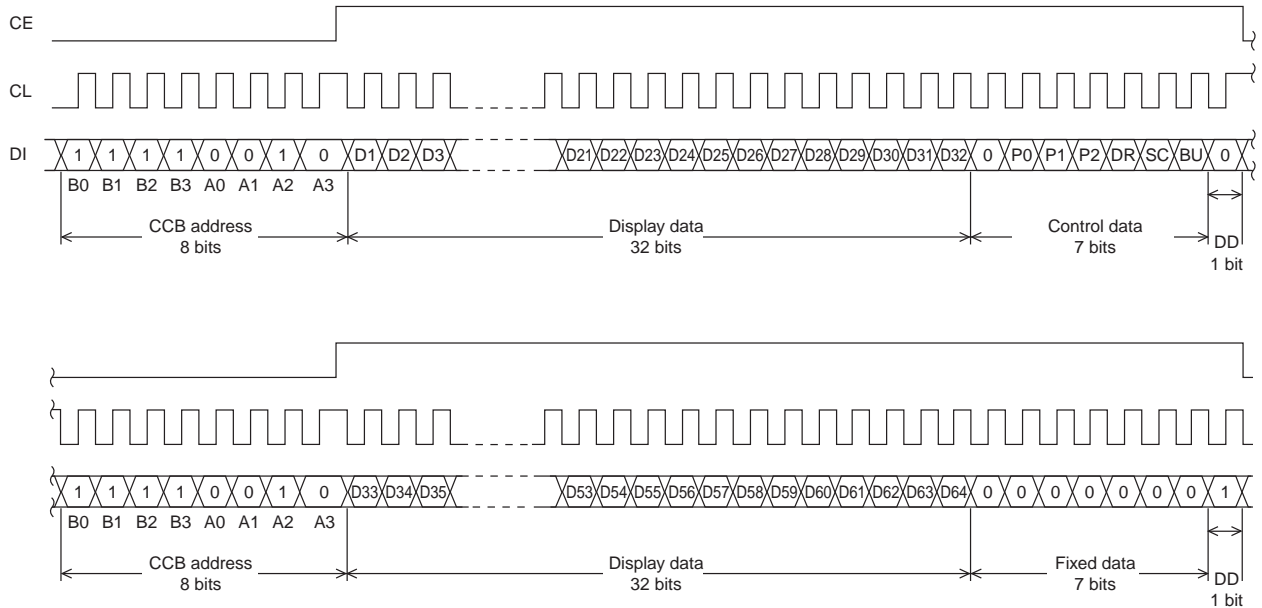 CE
CL
DI 1 1 1 1 0 0 1 0 D1 D2 D3 D21 D22 D23 D24 D25 D26 D27 D28 D29 D30 D31 D32 0 P0 P1 P2 DR SC BU 0
B0 B1 B2 B3 A0 A1 A2 A3
CCB address
8 bits
Display data
32 bits
Control data
7 bits
DD
1 bit
1 1 1 1 0 0 1 0 D33 D34 D35 D53 D54 D55 D56 D57 D58 D59 D60 D61 D62 D63 D64 0 0 0 0 0 0 0 1
B0 B1 B2 B3 A0 A1 A2 A3
CCB address
8 bits
Display data
32 bits
Fixed data
7 bits
DD
1 bit